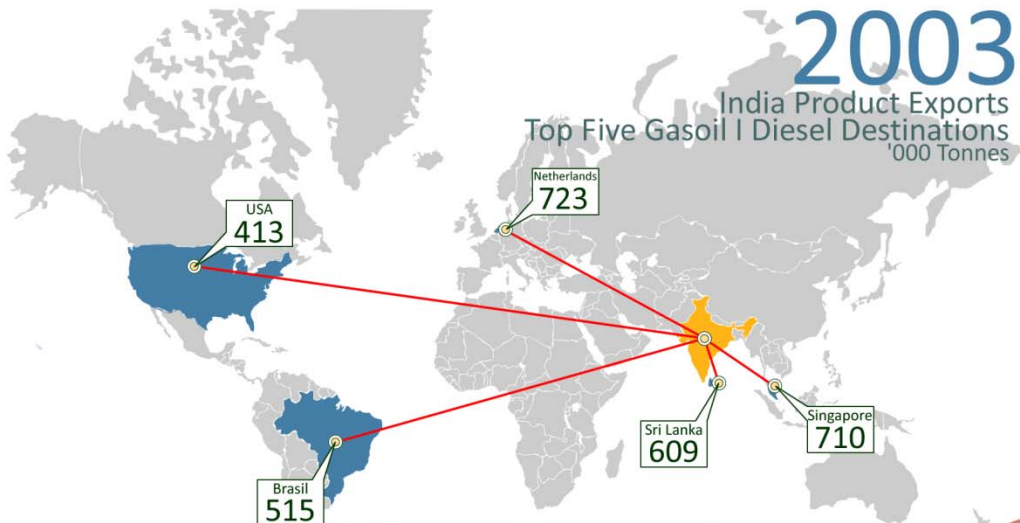 2003
India Product Exports
Top Five Gasoil I Diesel Destinations
'000 Tonnes
Netherlands
723
USA
413
Singapore
710
Sri Lanka
609
Brasil
515